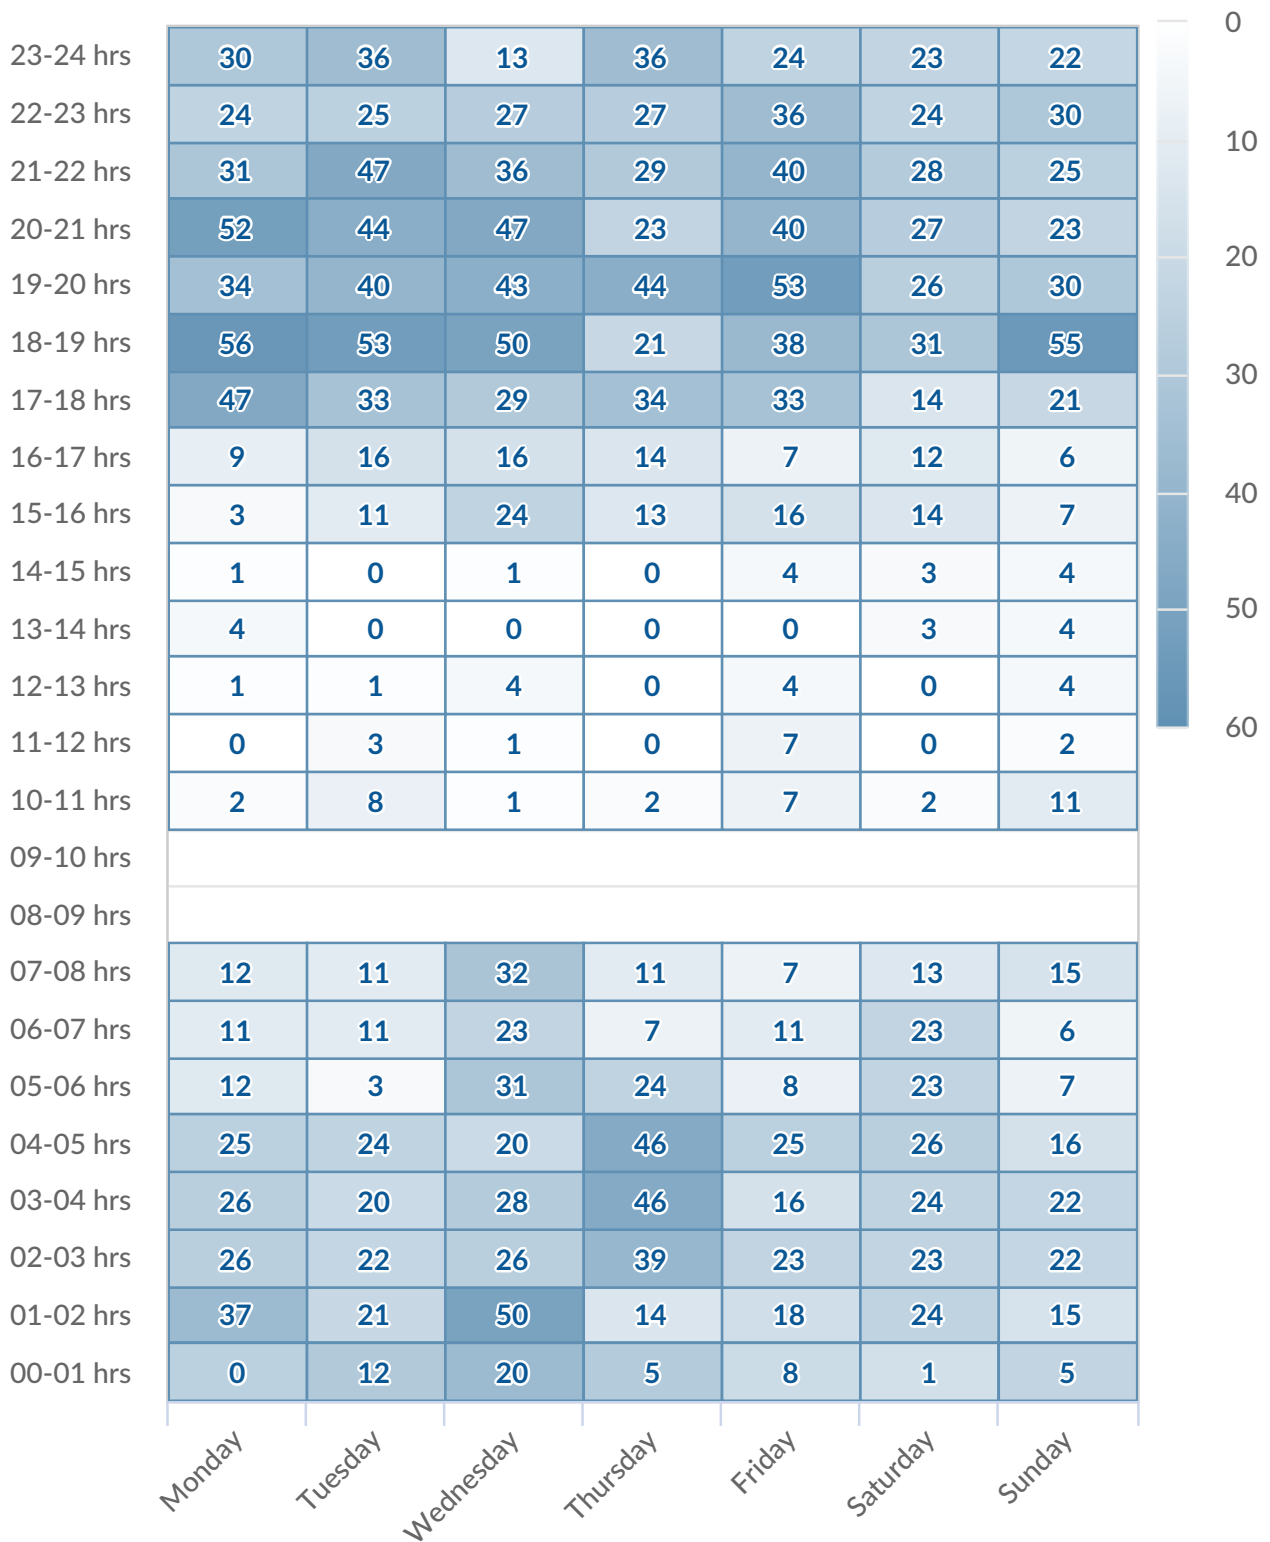 23-24 hrs 30 36 13 36 24 23 22 0
22-23 hrs 24 25 27 27 36 24 30 10
21-22 hrs 31 47 36 29 40 28 25
20-21 hrs 52 44 47 23 40 27 23 20
19-20 hrs 34 40 43 44 53 26 30
18-19 hrs 56 53 50 21 38 31 55 30
17-18 hrs 47 33 29 34 33 14 21
16-17 hrs 9 16 16 14 7 12 6 40
15-16 hrs 3 11 24 13 16 14 7
14-15 hrs 1 0 1 0 4 3 4 50
13-14 hrs 4 0 0 0 0 3 4
12-13 hrs 1 1 4 0 4 0 4 60
11-12 hrs 0 3 1 0 7 0 2
10-11 hrs 2 8 1 2 7 2 11
09-10 hrs
08-09 hrs
07-08 hrs 12 11 32 11 7 13 15
06-07 hrs 11 11 23 7 11 23 6
05-06 hrs 12 3 31 24 8 23 7
04-05 hrs 25 24 20 46 25 26 16
03-04 hrs 26 20 28 46 16 24 22
02-03 hrs 26 22 26 39 23 23 22
01-02 hrs 37 21 50 14 18 24 15
00-01 hrs 0 12 20 5 8 1 5
Monday Tuesday Wednesday Thursday Friday Saturday Sunday